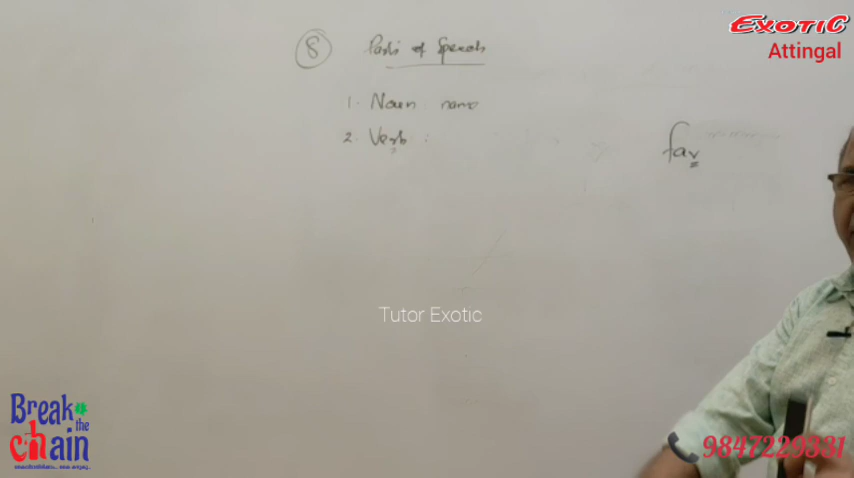 EXOTIC
Attingal
8 Parts of Speech
1. Noun : name
2. Verb :
far
Tutor Exotic
Break
the
chain
9847229331